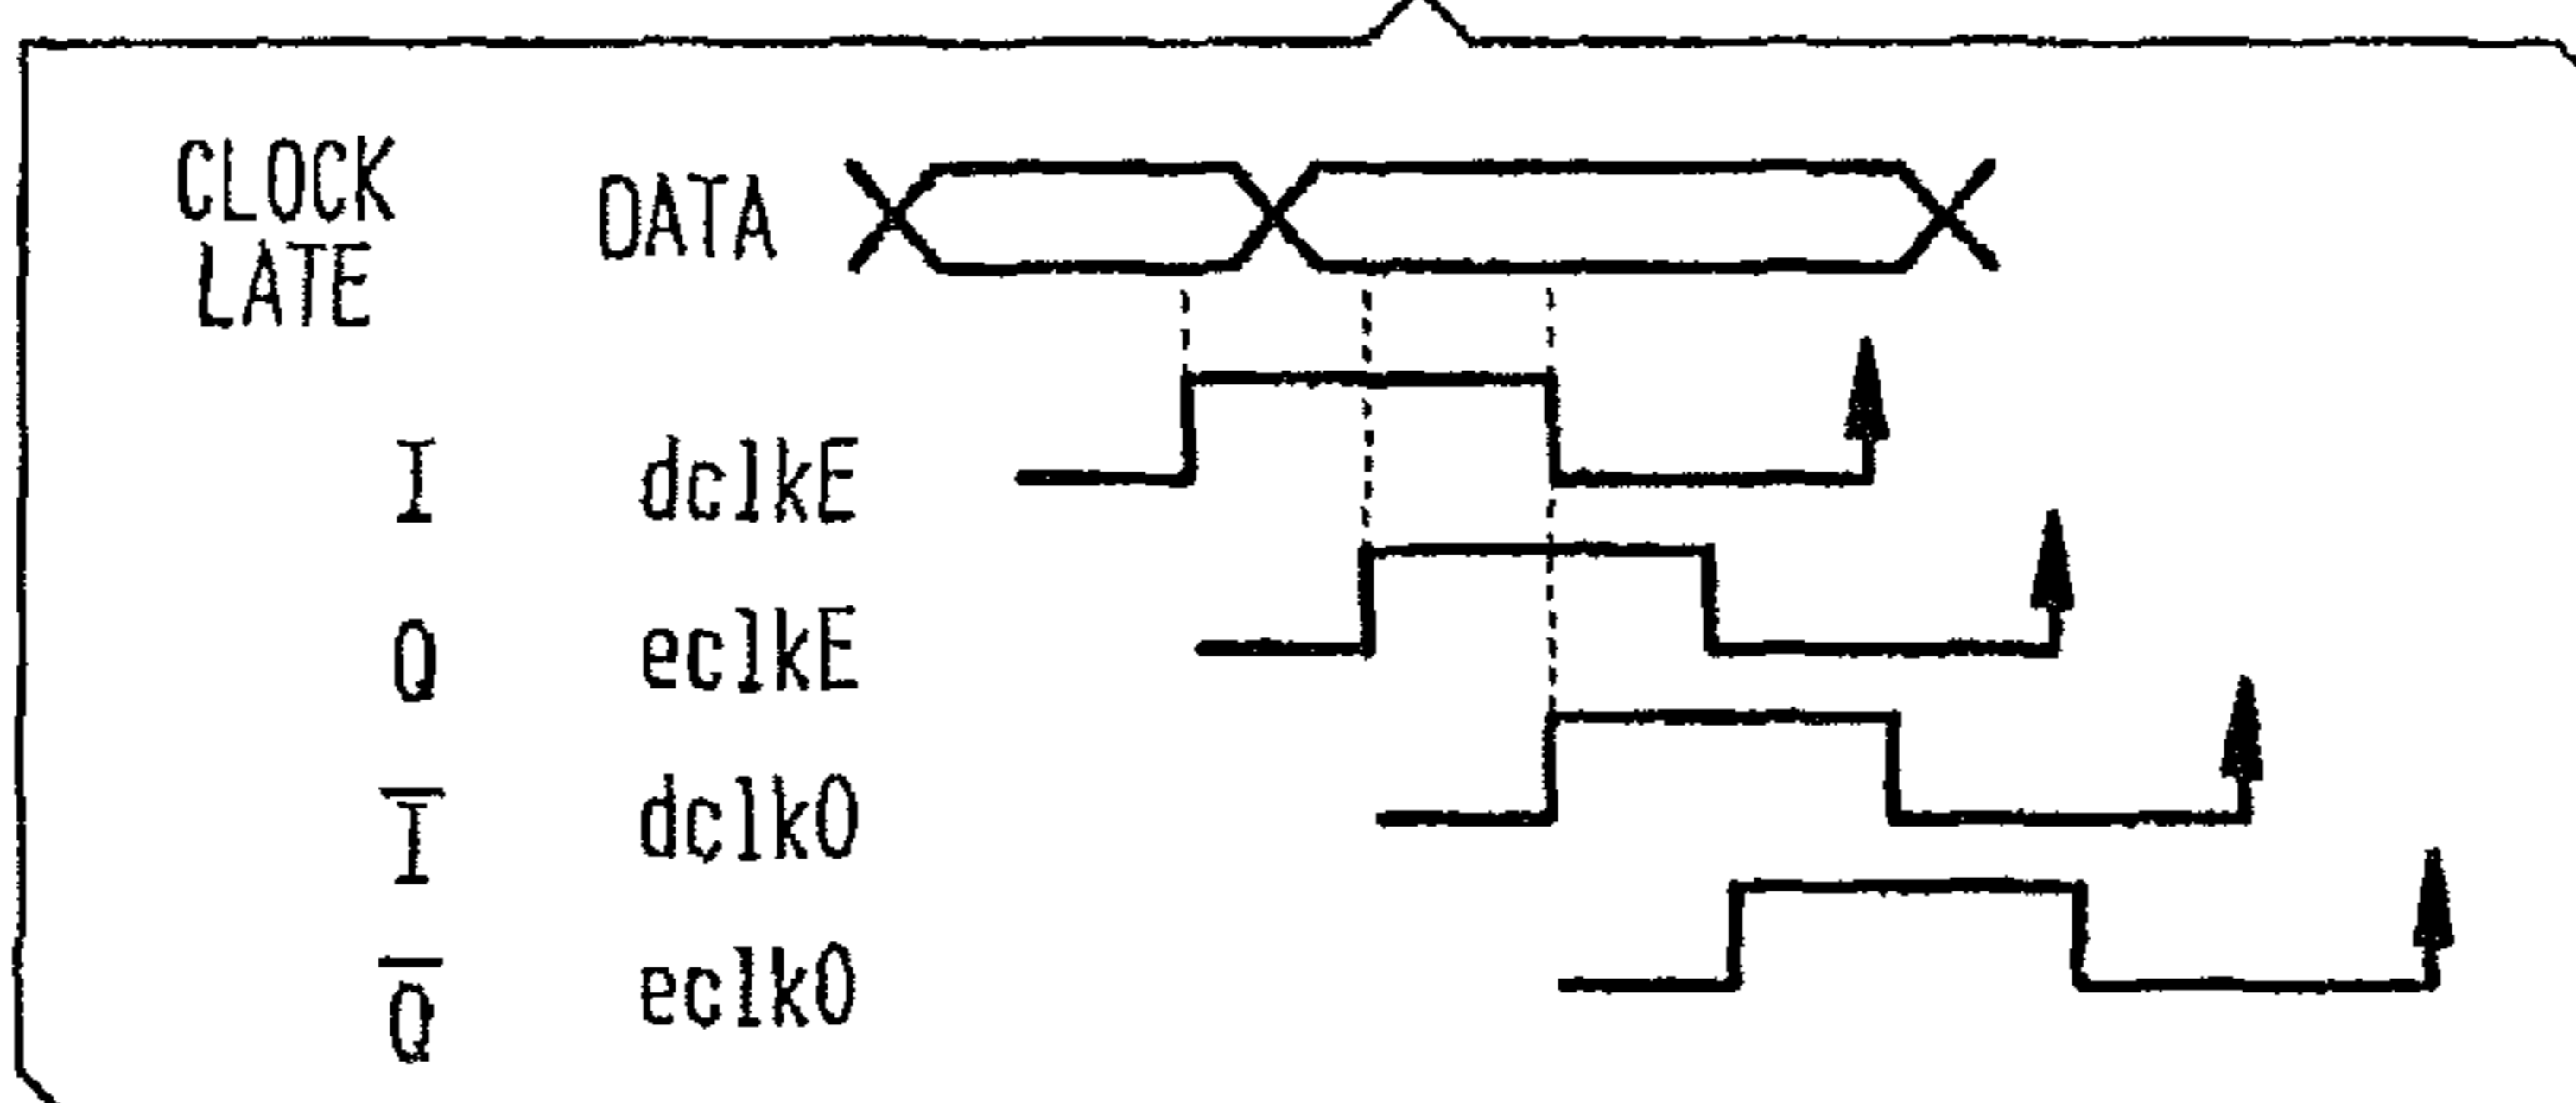 CLOCK
LATE
DATA
I dclkE
Q eclkE
I̅ dclkO
Q̅ eclkO